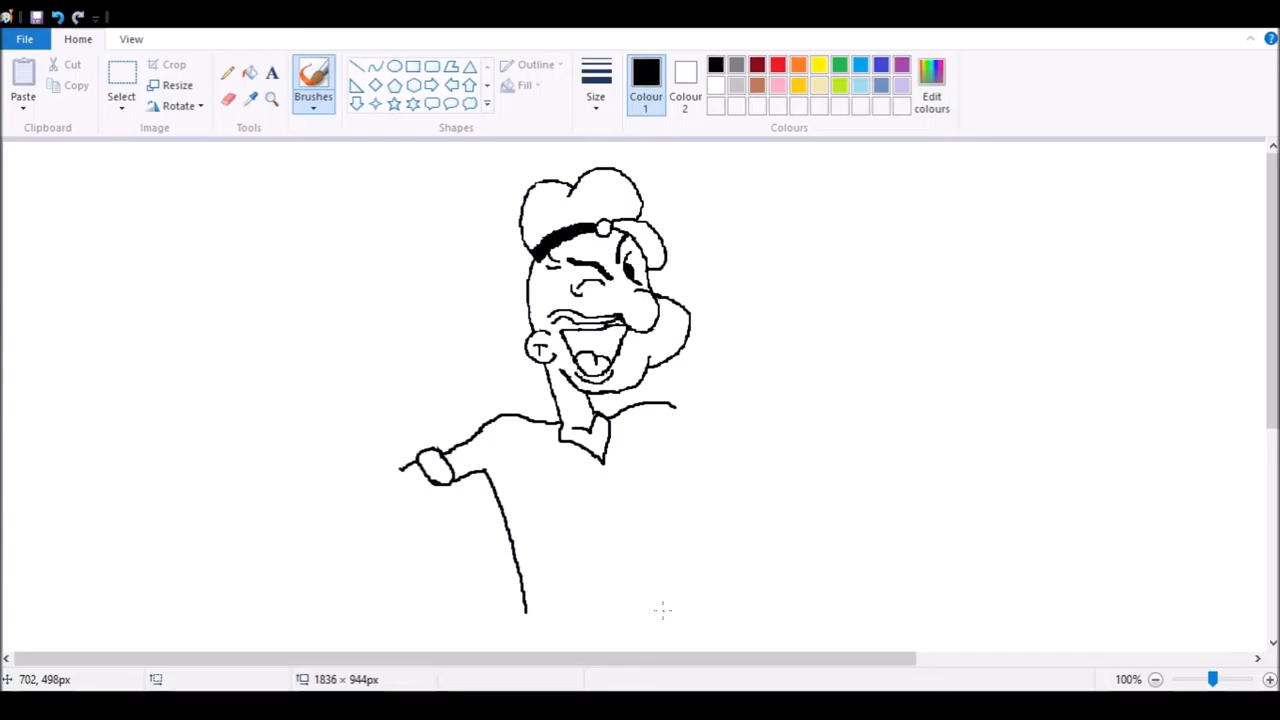 File Home View
Cut
Copy
Paste
Clipboard
Select
Crop
Resize
Rotate
Image
Tools
Brushes
Outline
Fill
Shapes
Size
Colour
1
Colour
2
Edit
colours
Colours
702, 498px
1836 × 944px
100%